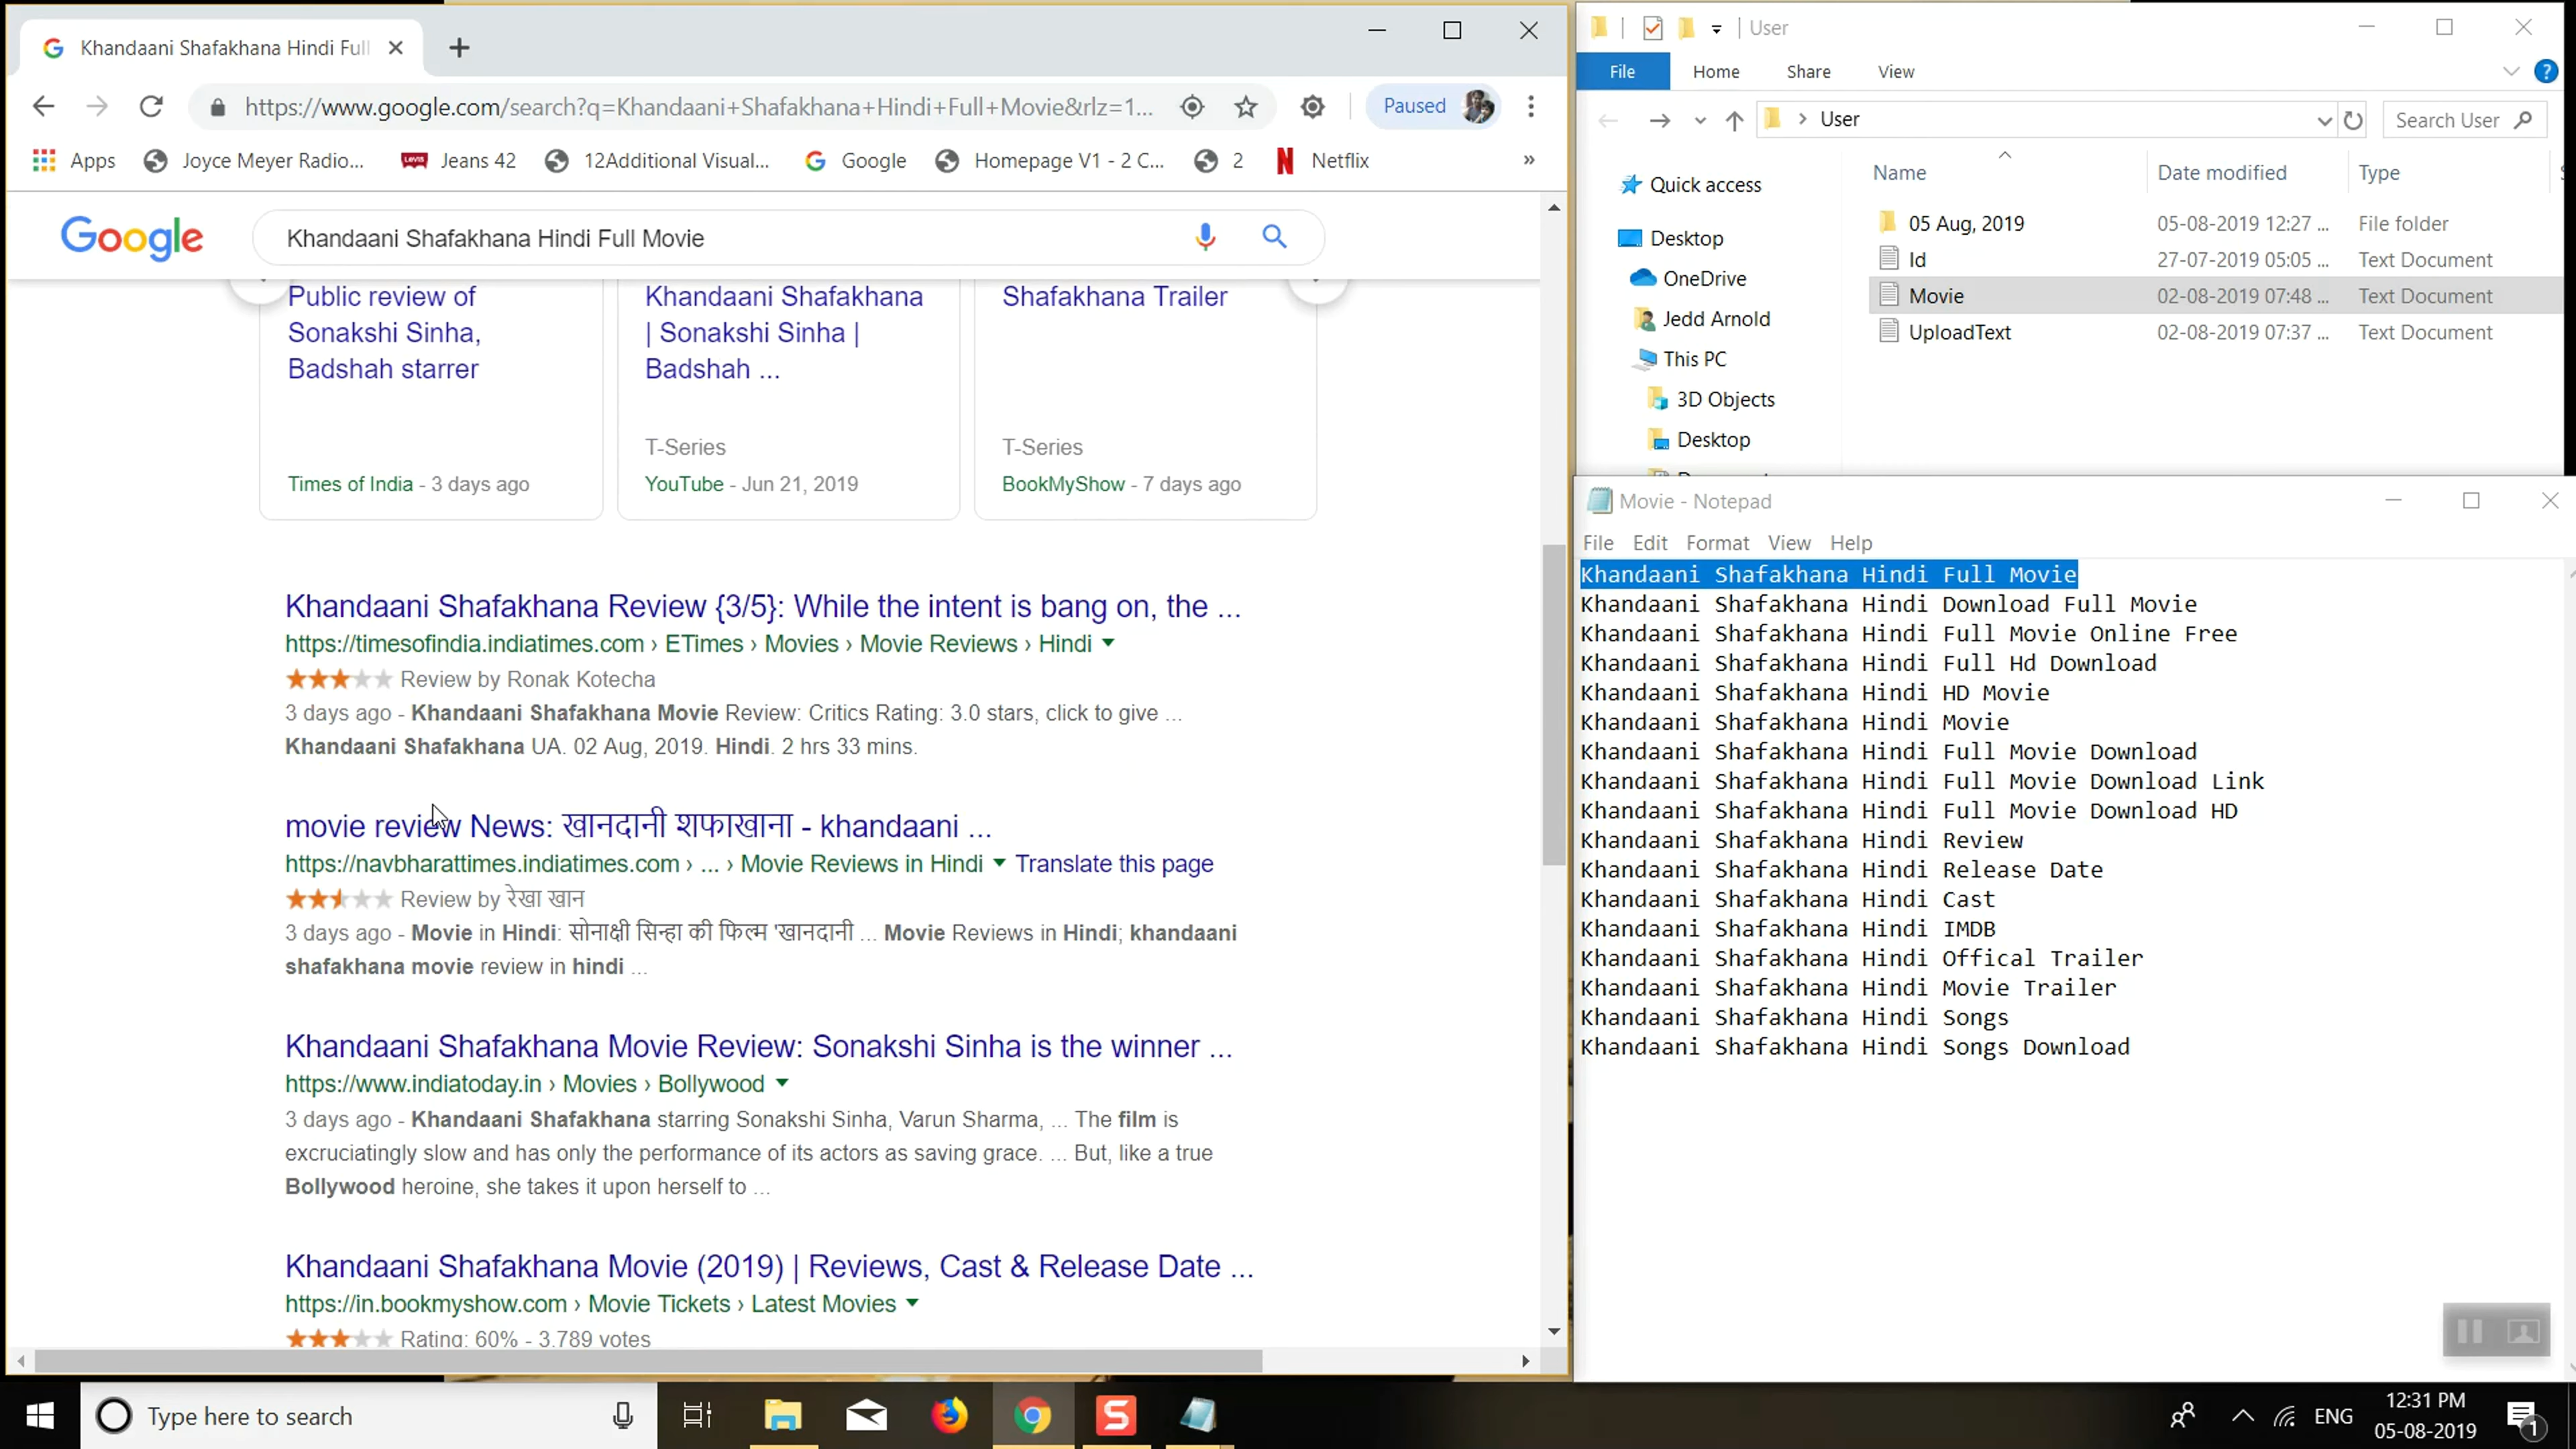 Khandaani Shafakhana Hindi Full
https://www.google.com/search?q=Khandaani+Shafakhana+Hindi+Full+Movie&rlz=1...
Paused
Apps
Joyce Meyer Radio...
LEVI'S
Jeans 42
12Additional Visual...
Google
Homepage V1 - 2 C...
2
Netflix
»
Google
Khandaani Shafakhana Hindi Full Movie
Public review of
Sonakshi Sinha,
Badshah starrer
Times of India - 3 days ago
Khandaani Shafakhana
| Sonakshi Sinha |
Badshah ...
T-Series
YouTube - Jun 21, 2019
Shafakhana Trailer
T-Series
BookMyShow - 7 days ago
Khandaani Shafakhana Review {3/5}: While the intent is bang on, the ...
https://timesofindia.indiatimes.com › ETimes › Movies › Movie Reviews › Hindi
Review by Ronak Kotecha
3 days ago - Khandaani Shafakhana Movie Review: Critics Rating: 3.0 stars, click to give ...
Khandaani Shafakhana UA. 02 Aug, 2019. Hindi. 2 hrs 33 mins.
movie review News: खानदानी शफाखाना - khandaani ...
https://navbharattimes.indiatimes.com › ... › Movie Reviews in Hindi Translate this page
Review by रेखा खान
3 days ago - Movie in Hindi: सोनाक्षी सिन्हा की फिल्म 'खानदानी ... Movie Reviews in Hindi; khandaani
shafakhana movie review in hindi ...
Khandaani Shafakhana Movie Review: Sonakshi Sinha is the winner ...
https://www.indiatoday.in › Movies › Bollywood
3 days ago - Khandaani Shafakhana starring Sonakshi Sinha, Varun Sharma, ... The film is
excruciatingly slow and has only the performance of its actors as saving grace. ... But, like a true
Bollywood heroine, she takes it upon herself to ...
Khandaani Shafakhana Movie (2019) | Reviews, Cast & Release Date ...
https://in.bookmyshow.com › Movie Tickets › Latest Movies
Rating: 60% - 3,789 votes
User
File Home Share View
User
Search User
Name Date modified Type
Quick access
Desktop
OneDrive
Jedd Arnold
This PC
3D Objects
Desktop
05 Aug, 2019 05-08-2019 12:27 ... File folder
Id 27-07-2019 05:05 ... Text Document
Movie 02-08-2019 07:48 ... Text Document
UploadText 02-08-2019 07:37 ... Text Document
Movie - Notepad
File Edit Format View Help
Khandaani Shafakhana Hindi Full Movie
Khandaani Shafakhana Hindi Download Full Movie
Khandaani Shafakhana Hindi Full Movie Online Free
Khandaani Shafakhana Hindi Full Hd Download
Khandaani Shafakhana Hindi HD Movie
Khandaani Shafakhana Hindi Movie
Khandaani Shafakhana Hindi Full Movie Download
Khandaani Shafakhana Hindi Full Movie Download Link
Khandaani Shafakhana Hindi Full Movie Download HD
Khandaani Shafakhana Hindi Review
Khandaani Shafakhana Hindi Release Date
Khandaani Shafakhana Hindi Cast
Khandaani Shafakhana Hindi IMDB
Khandaani Shafakhana Hindi Offical Trailer
Khandaani Shafakhana Hindi Movie Trailer
Khandaani Shafakhana Hindi Songs
Khandaani Shafakhana Hindi Songs Download
Type here to search
S
ENG
12:31 PM
05-08-2019
1